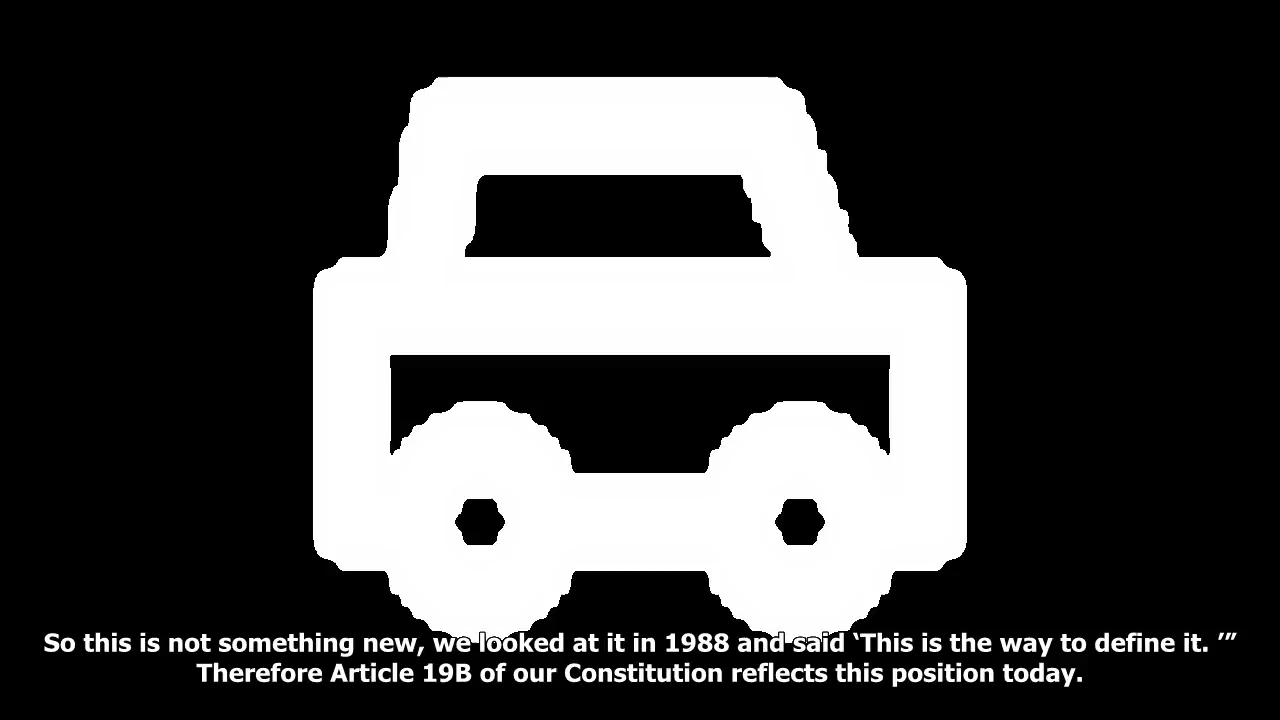 So this is not something new, we looked at it in 1988 and said ‘This is the way to define it. ’”
Therefore Article 19B of our Constitution reflects this position today.